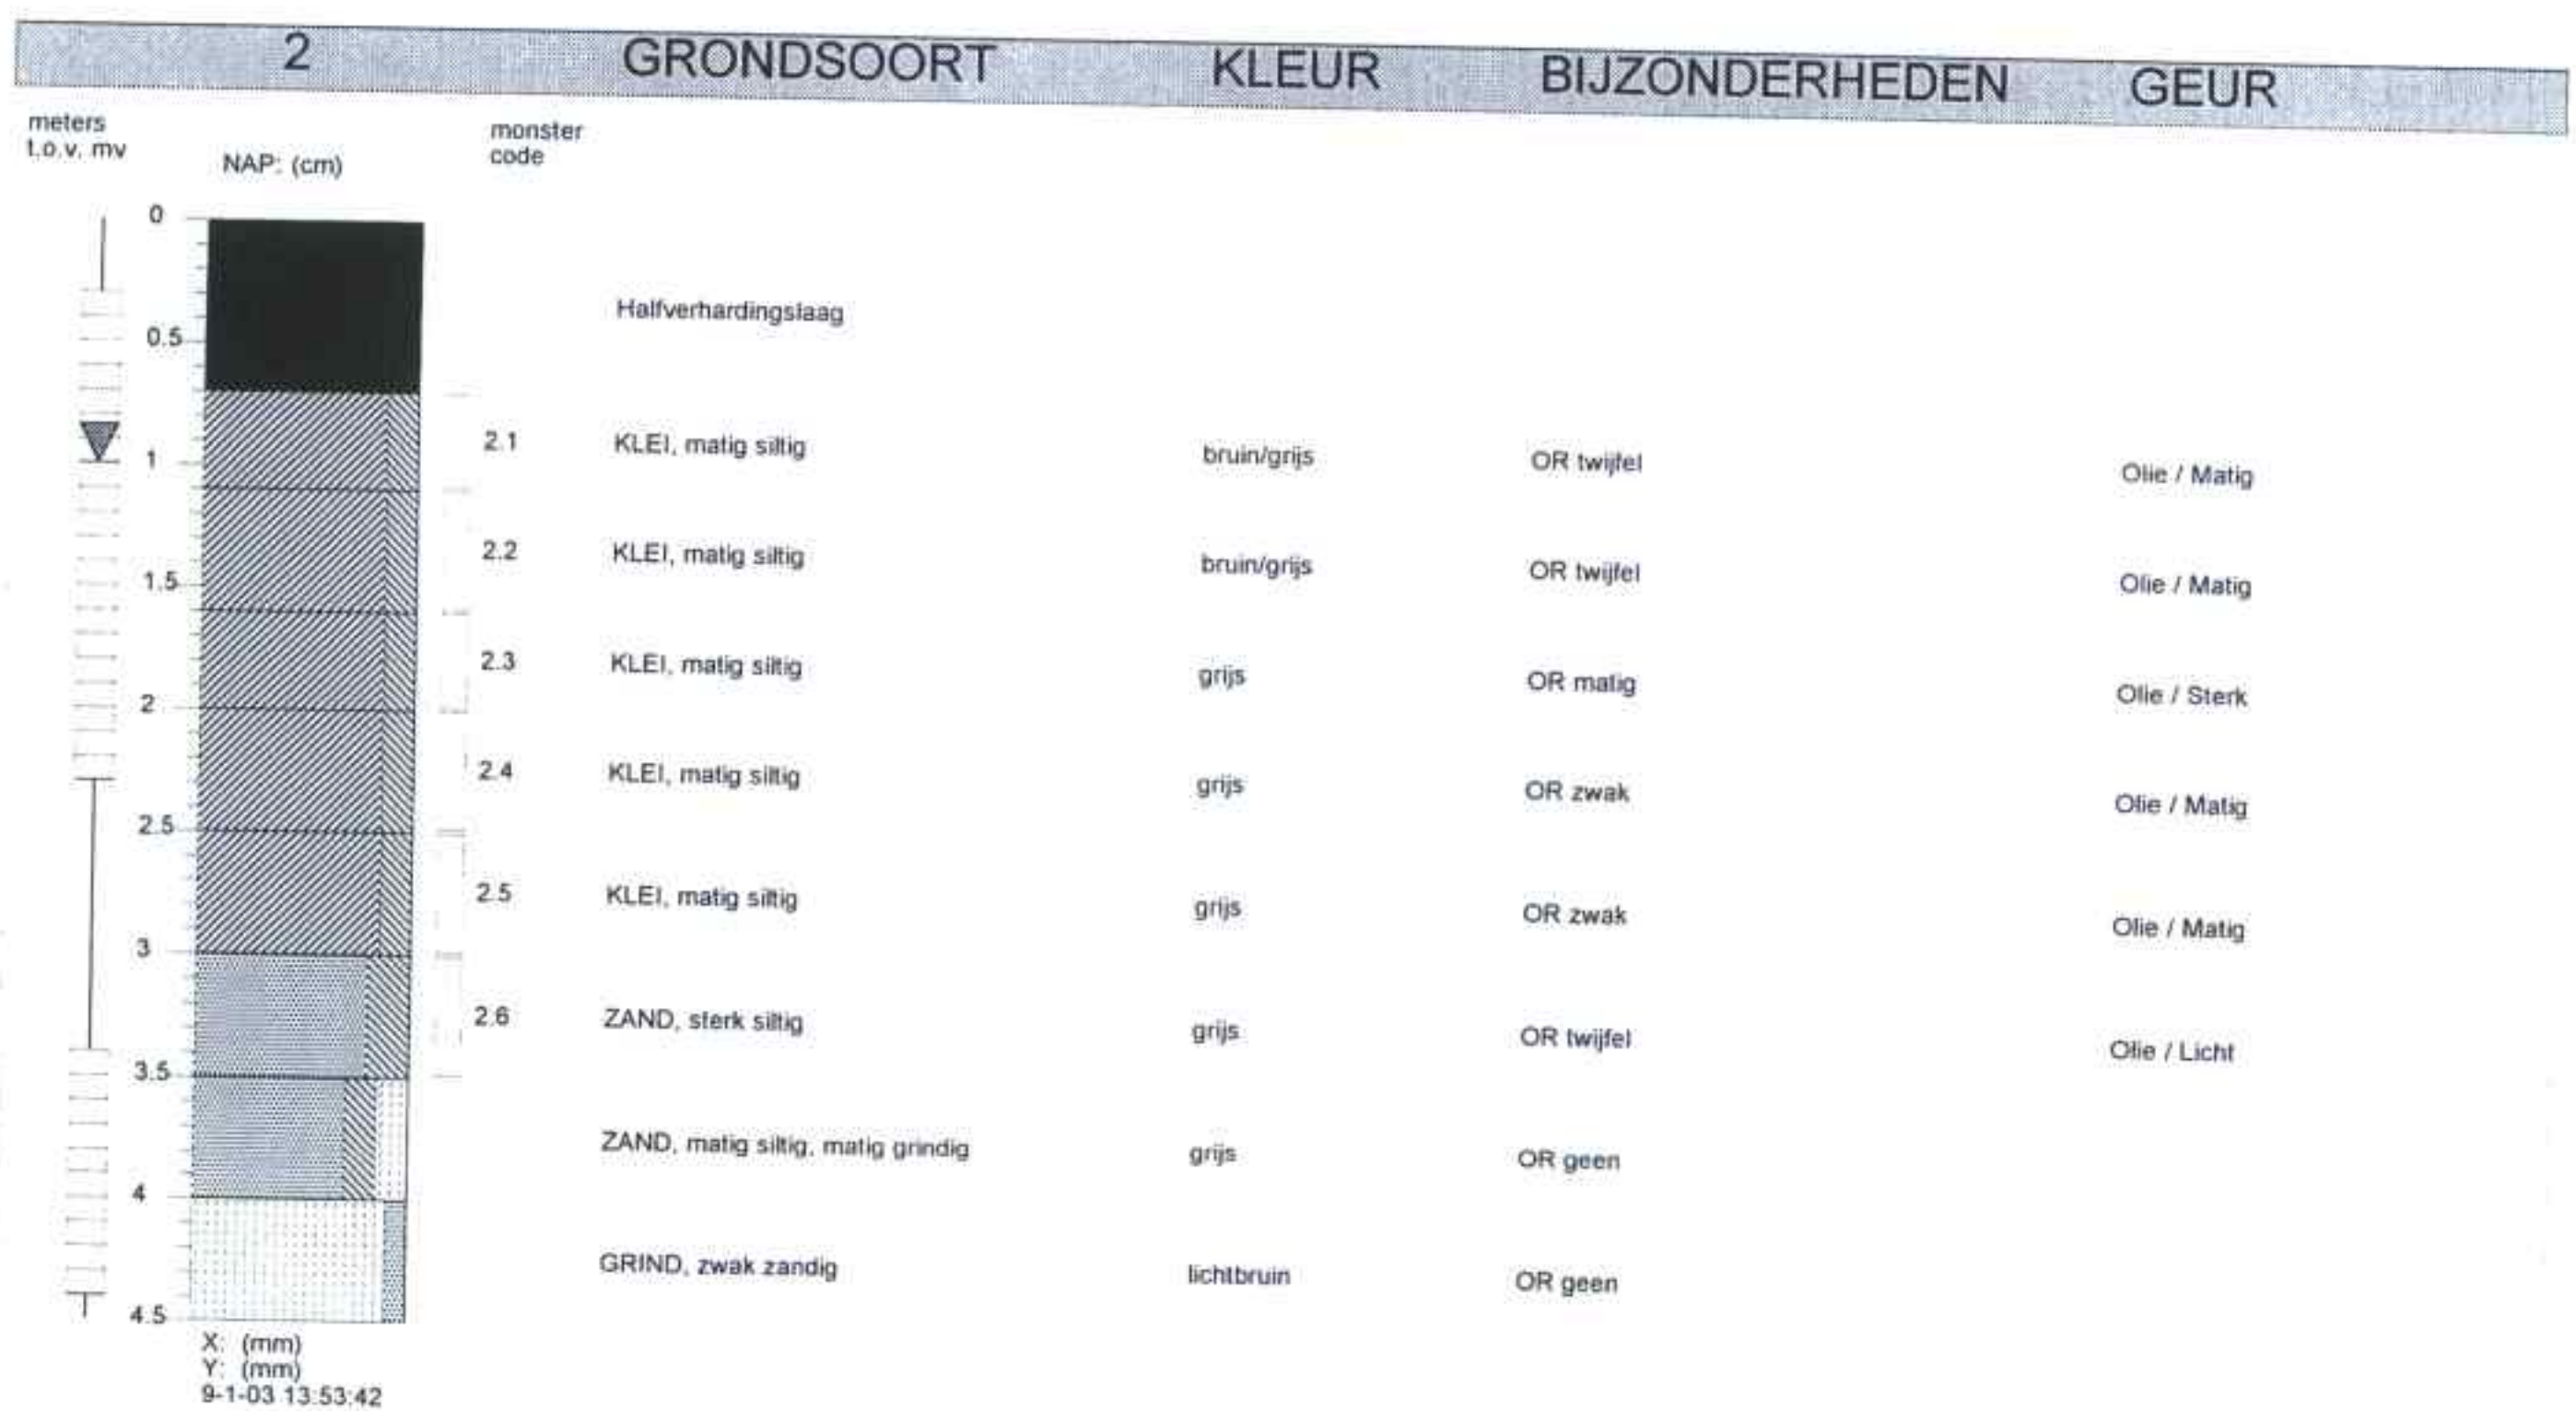 2 GRONDSOORT KLEUR BIJZONDERHEDEN GEUR
meters
t.o.v. mv
NAP: (cm)
monster
code
0
Halfverhardingslaag
0.5
2.1 KLEI, matig siltig bruin/grijs OR twijfel Olie / Matig
1
2.2 KLEI, matig siltig bruin/grijs OR twijfel Olie / Matig
1.5
2.3 KLEI, matig siltig grijs OR matig Olie / Sterk
2
2.4 KLEI, matig siltig grijs OR zwak Olie / Matig
2.5
2.5 KLEI, matig siltig grijs OR zwak Olie / Matig
3
2.6 ZAND, sterk siltig grijs OR twijfel Olie / Licht
3.5
ZAND, matig siltig, matig grindig grijs OR geen
4
GRIND, zwak zandig lichtbruin OR geen
4.5
X: (mm)
Y: (mm)
9-1-03 13:53:42